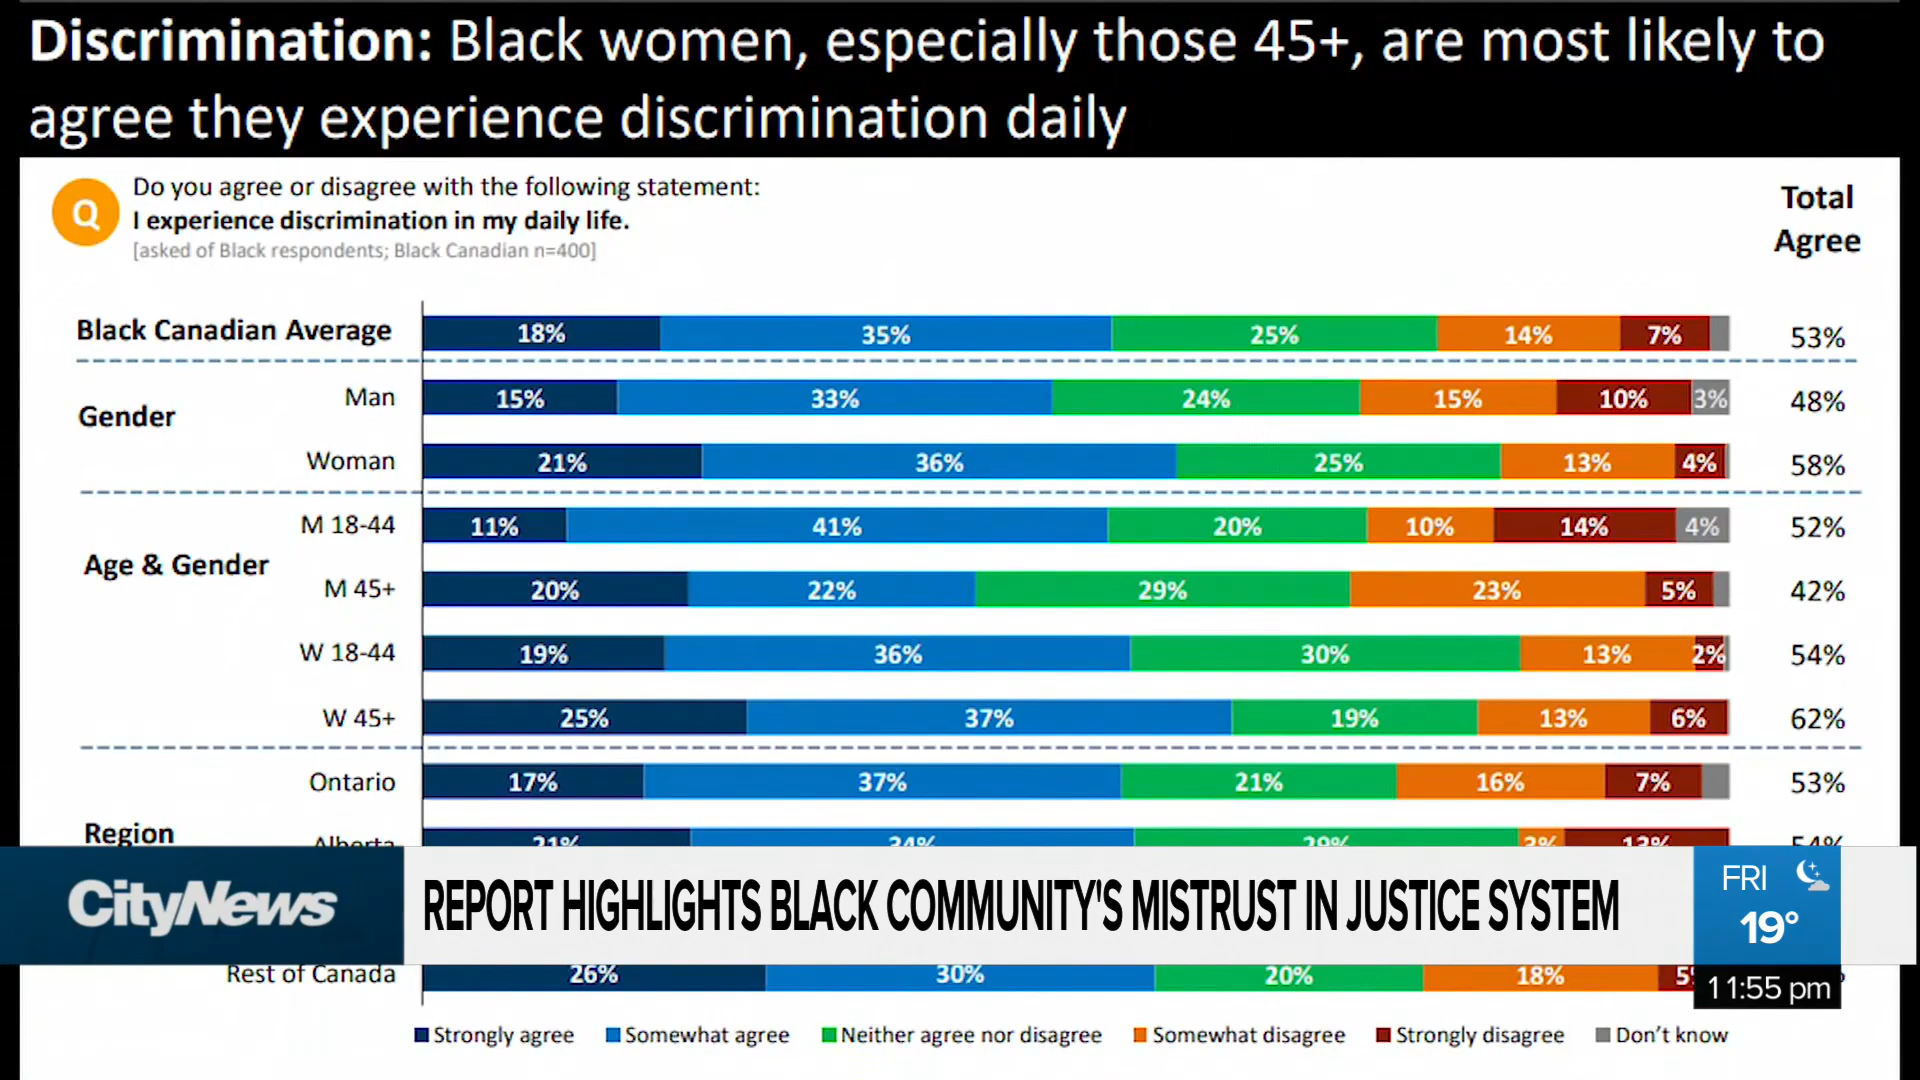 Discrimination: Black women, especially those 45+, are most likely to
agree they experience discrimination daily
Q
Do you agree or disagree with the following statement:
I experience discrimination in my daily life.
[asked of Black respondents; Black Canadian n=400]
Total
Agree
Black Canadian Average 18% 35% 25% 14% 7% 53%
Gender
Man 15% 33% 24% 15% 10% 3% 48%
Woman 21% 36% 25% 13% 4% 58%
Age & Gender
M 18-44 11% 41% 20% 10% 14% 4% 52%
M 45+ 20% 22% 29% 23% 5% 42%
W 18-44 19% 36% 30% 13% 2% 54%
W 45+ 25% 37% 19% 13% 6% 62%
Region
Ontario 17% 37% 21% 16% 7% 53%
Alberta 21% 34% 29% 3% 13% 54%
CityNews
REPORT HIGHLIGHTS BLACK COMMUNITY'S MISTRUST IN JUSTICE SYSTEM
FRI
19°
11:55 pm
Rest of Canada 26% 30% 20% 18%
Strongly agree Somewhat agree Neither agree nor disagree Somewhat disagree Strongly disagree Don't know